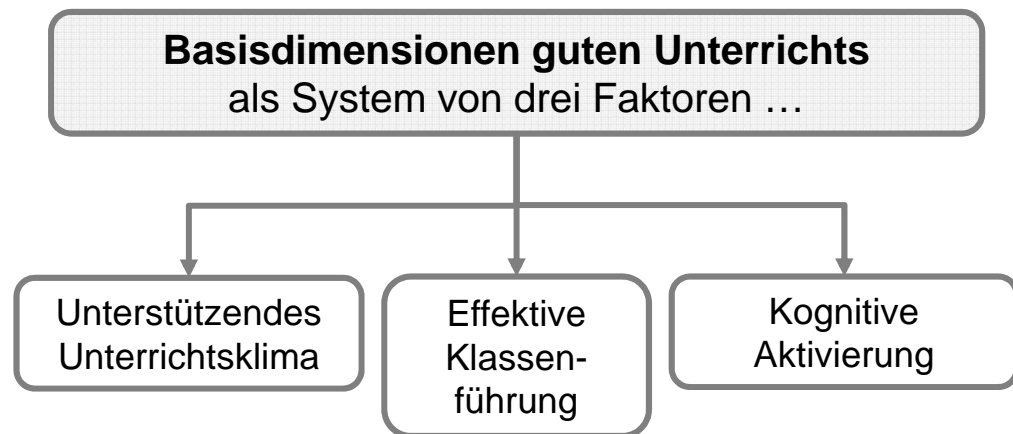 Basisdimensionen guten Unterrichts
als System von drei Faktoren …
Unterstützendes
Unterrichtsklima
Effektive
Klassen-
führung
Kognitive
Aktivierung